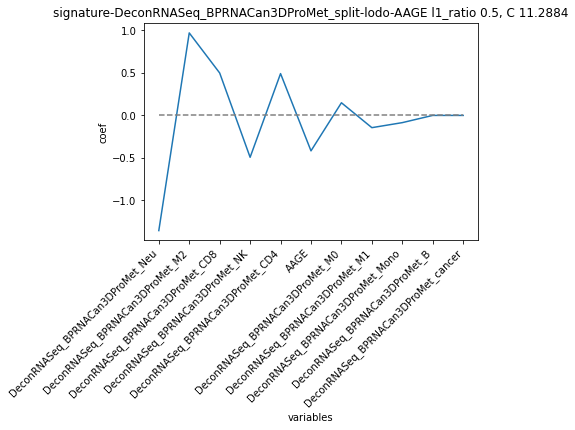 signature-DeconRNASeq_BPRNACan3DProMet_split-lodo-AAGE l1_ratio 0.5, C 11.2884
1.0
0.5
0.0
−0.5
−1.0
coef
DeconRNASeq_BPRNACan3DProMet_Neu
DeconRNASeq_BPRNACan3DProMet_M2
DeconRNASeq_BPRNACan3DProMet_CD8
DeconRNASeq_BPRNACan3DProMet_NK
DeconRNASeq_BPRNACan3DProMet_CD4
AAGE
DeconRNASeq_BPRNACan3DProMet_M0
DeconRNASeq_BPRNACan3DProMet_M1
DeconRNASeq_BPRNACan3DProMet_Mono
DeconRNASeq_BPRNACan3DProMet_B
DeconRNASeq_BPRNACan3DProMet_cancer
variables